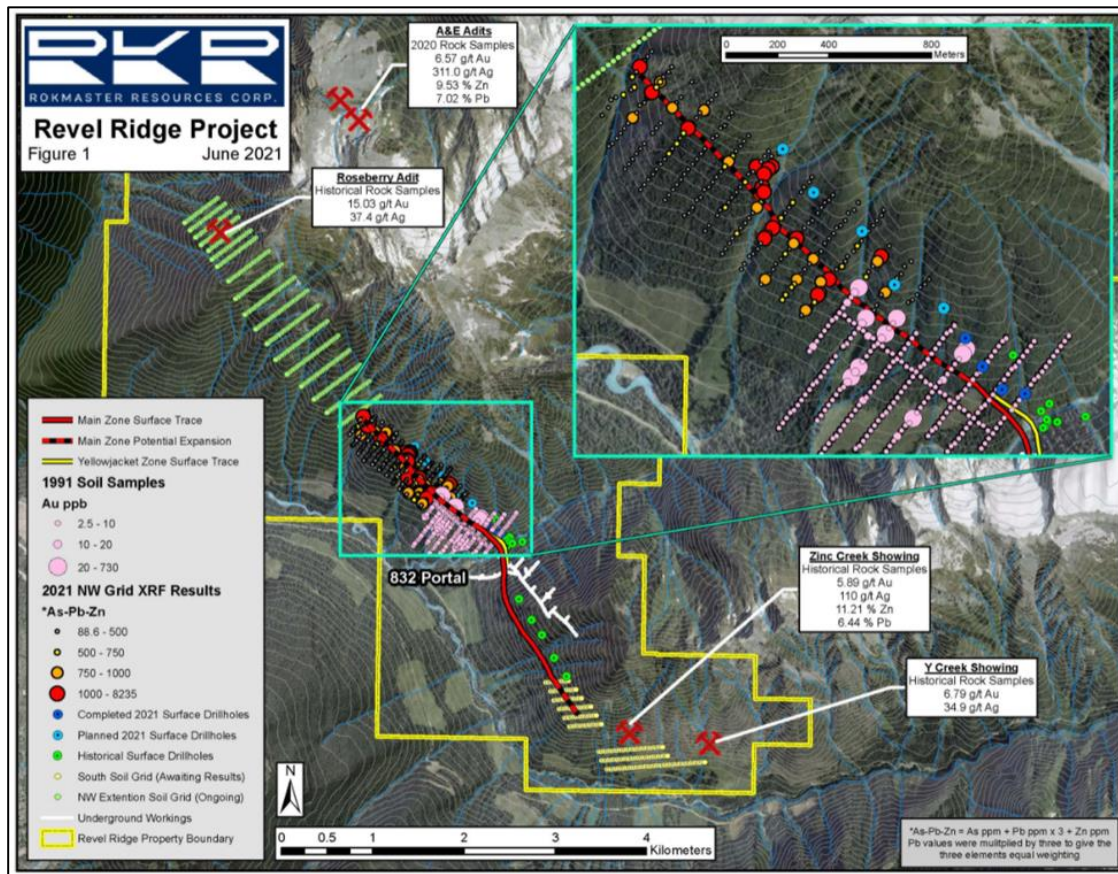 RKR
ROKMASTER RESOURCES CORP.
Revel Ridge Project
Figure 1 June 2021
A&E Adits
2020 Rock Samples
6.57 g/t Au
311.0 g/t Ag
9.53 % Zn
7.02 % Pb
Roseberry Adit
Historical Rock Samples
15.03 g/t Au
37.4 g/t Ag
0 200 400 800
Meters
Main Zone Surface Trace
Main Zone Potential Expansion
Yellowjacket Zone Surface Trace
1991 Soil Samples
Au ppb
2.5 - 10
10 - 20
20 - 730
2021 NW Grid XRF Results
*As-Pb-Zn
88.6 - 500
500 - 750
750 - 1000
1000 - 8235
Completed 2021 Surface Drillholes
Planned 2021 Surface Drillholes
Historical Surface Drillholes
South Soil Grid (Awaiting Results)
NW Extention Soil Grid (Ongoing)
Underground Workings
Revel Ridge Property Boundary
832 Portal
Zinc Creek Showing
Historical Rock Samples
5.89 g/t Au
110 g/t Ag
11.21 % Zn
6.44 % Pb
Y Creek Showing
Historical Rock Samples
6.79 g/t Au
34.9 g/t Ag
N
0 0.5 1 2 3 4
Kilometers
*As-Pb-Zn = As ppm + Pb ppm x 3 + Zn ppm
Pb values were mulitplied by three to give the
three elements equal weighting